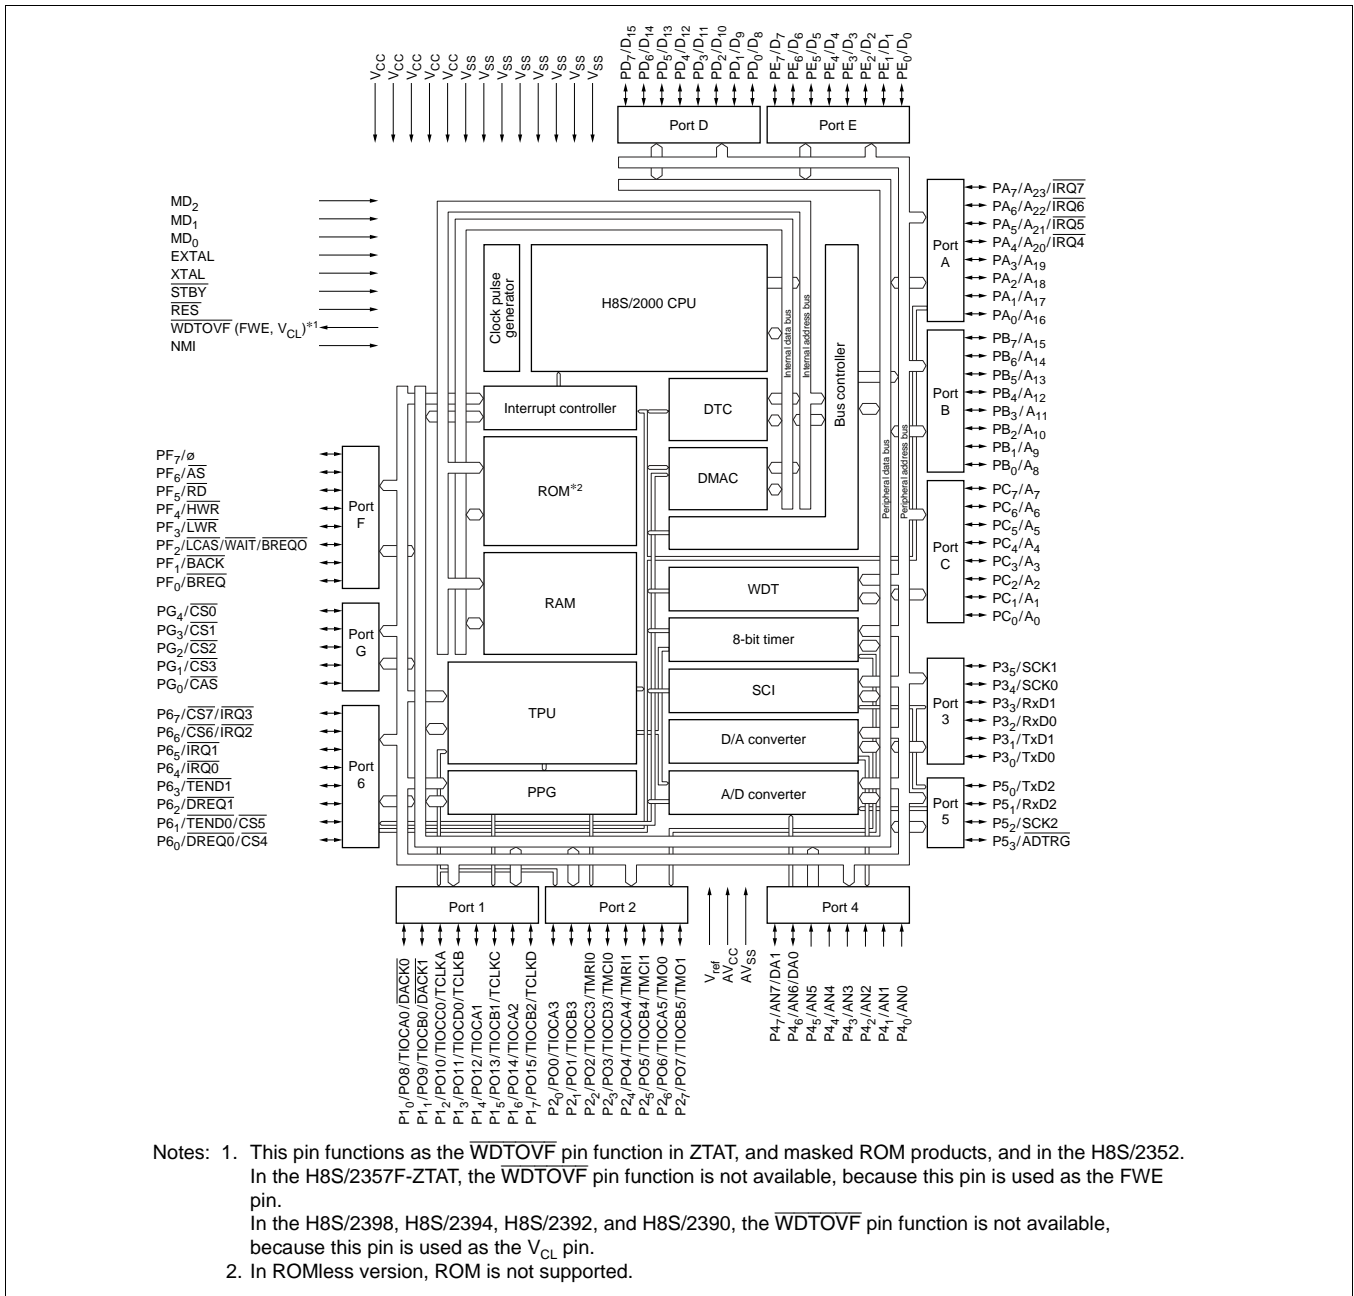 VCC VCC VCC VCC VCC VSS VSS VSS VSS VSS VSS VSS VSS
PD7/D15
PD6/D14
PD5/D13
PD4/D12
PD3/D11
PD2/D10
PD1/D9
PD0/D8
PE7/D7
PE6/D6
PE5/D5
PE4/D4
PE3/D3
PE2/D2
PE1/D1
PE0/D0
Port D
Port E
MD2
MD1
MD0
EXTAL
XTAL
STBY
RES
WDTOVF (FWE, VCL)*1
NMI
Clock pulse
generator
H8S/2000 CPU
Internal data bus
Internal address bus
Bus controller
Peripheral data bus
Peripheral address bus
Interrupt controller
DTC
ROM*2
DMAC
RAM
WDT
8-bit timer
TPU
SCI
D/A converter
PPG
A/D converter
Port
A
PA7/A23/IRQ7
PA6/A22/IRQ6
PA5/A21/IRQ5
PA4/A20/IRQ4
PA3/A19
PA2/A18
PA1/A17
PA0/A16
Port
B
PB7/A15
PB6/A14
PB5/A13
PB4/A12
PB3/A11
PB2/A10
PB1/A9
PB0/A8
Port
C
PC7/A7
PC6/A6
PC5/A5
PC4/A4
PC3/A3
PC2/A2
PC1/A1
PC0/A0
PF7/ø
PF6/AS
PF5/RD
PF4/HWR
PF3/LWR
PF2/LCAS/WAIT/BREQO
PF1/BACK
PF0/BREQ
Port
F
PG4/CS0
PG3/CS1
PG2/CS2
PG1/CS3
PG0/CAS
Port
G
P67/CS7/IRQ3
P66/CS6/IRQ2
P65/IRQ1
P64/IRQ0
P63/TEND1
P62/DREQ1
P61/TEND0/CS5
P60/DREQ0/CS4
Port
6
Port
3
P35/SCK1
P34/SCK0
P33/RxD1
P32/RxD0
P31/TxD1
P30/TxD0
Port
5
P50/TxD2
P51/RxD2
P52/SCK2
P53/ADTRG
Port 1
Port 2
Port 4
P10/PO8/TIOCA0/DACK0
P11/PO9/TIOCB0/DACK1
P12/PO10/TIOCC0/TCLKA
P13/PO11/TIOCD0/TCLKB
P14/PO12/TIOCA1
P15/PO13/TIOCB1/TCLKC
P16/PO14/TIOCA2
P17/PO15/TIOCB2/TCLKD
P20/PO0/TIOCA3
P21/PO1/TIOCB3
P22/PO2/TIOCC3/TMRI0
P23/PO3/TIOCD3/TMCI0
P24/PO4/TIOCA4/TMRI1
P25/PO5/TIOCB4/TMCI1
P26/PO6/TIOCA5/TMO0
P27/PO7/TIOCB5/TMO1
Vref
AVCC
AVSS
P47/AN7/DA1
P46/AN6/DA0
P45/AN5
P44/AN4
P43/AN3
P42/AN2
P41/AN1
P40/AN0
Notes: 1. This pin functions as the WDTOVF pin function in ZTAT, and masked ROM products, and in the H8S/2352.
In the H8S/2357F-ZTAT, the WDTOVF pin function is not available, because this pin is used as the FWE
pin.
In the H8S/2398, H8S/2394, H8S/2392, and H8S/2390, the WDTOVF pin function is not available,
because this pin is used as the VCL pin.
2. In ROMless version, ROM is not supported.